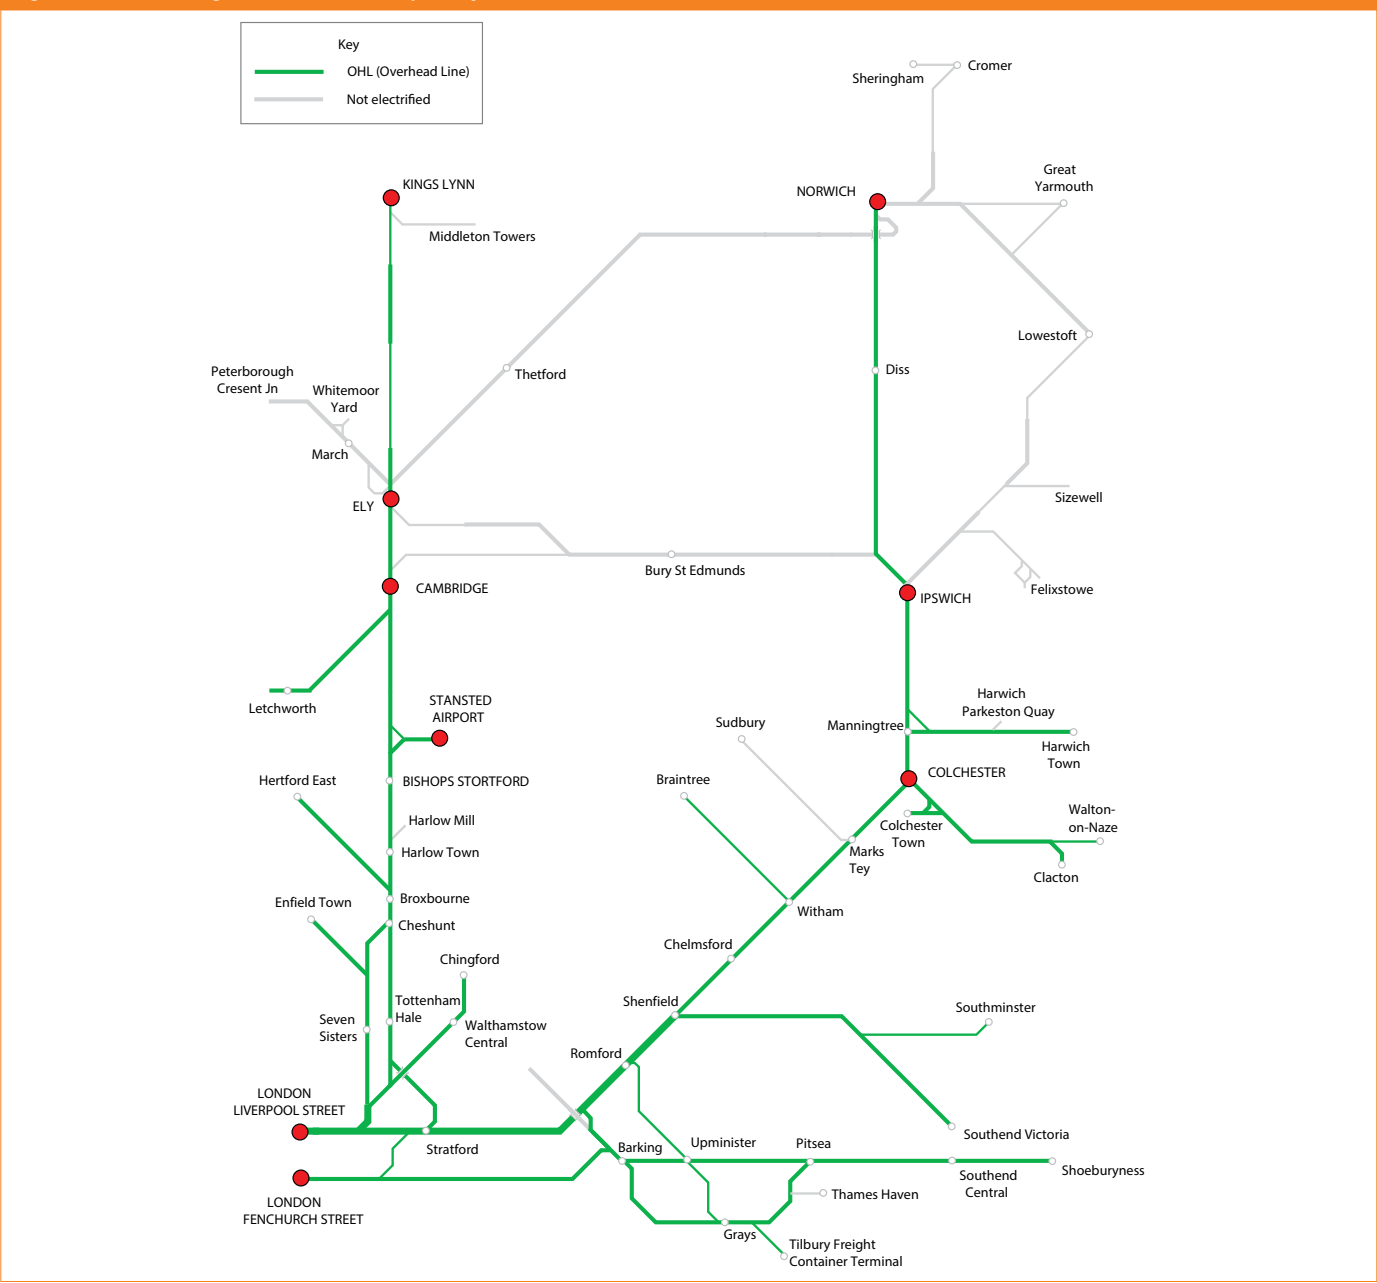 Key
OHL (Overhead Line)
Not electrified
Sheringham
Cromer
KINGS LYNN
Middleton Towers
NORWICH
Great
Yarmouth
Lowestoft
Peterborough
Cresent Jn
Whitemoor
Yard
March
Thetford
Diss
ELY
Sizewell
Bury St Edmunds
CAMBRIDGE
IPSWICH
Felixstowe
Letchworth
STANSTED
AIRPORT
Harwich
Parkeston Quay
Sudbury
Manningtree
Harwich
Town
Hertford East
BISHOPS STORTFORD
Braintree
COLCHESTER
Harlow Mill
Colchester
Town
Walton-
on-Naze
Harlow Town
Marks
Tey
Clacton
Enfield Town
Broxbourne
Cheshunt
Witham
Chelmsford
Chingford
Tottenham
Hale
Seven
Sisters
Walthamstow
Central
Shenfield
Southminster
Romford
LONDON
LIVERPOOL STREET
Stratford
Barking
Upminister
Pitsea
Southend Victoria
Southend
Central
Shoeburyness
LONDON
FENCHURCH STREET
Thames Haven
Grays
Tilbury Freight
Container Terminal